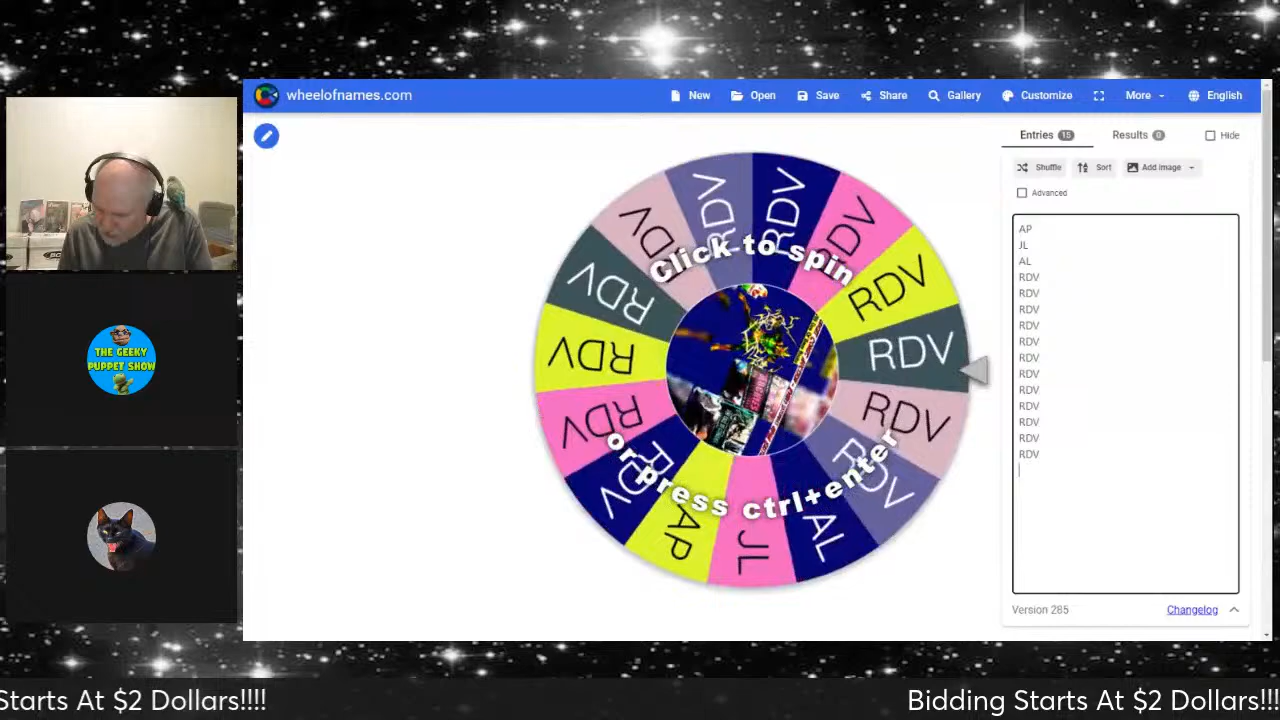 wheelofnames.com
New
Open
Save
Share
Gallery
Customize
More
English
Entries 15
Results 0
Hide
Shuffle
Sort
Add image
Advanced
AP
JL
AL
RDV
RDV
RDV
RDV
RDV
RDV
RDV
RDV
RDV
RDV
RDV
RDV
Version 285
Changelog
Click to spin
or press ctrl+enter
RDV
RDV
RDV
RDV
RDV
RDV
AL
JL
AP
RDV
RDV
RDV
RDV
RDV
RDV
THE GEEKY
PUPPET SHOW
Starts At $2 Dollars!!!!
Bidding Starts At $2 Dollars!!!